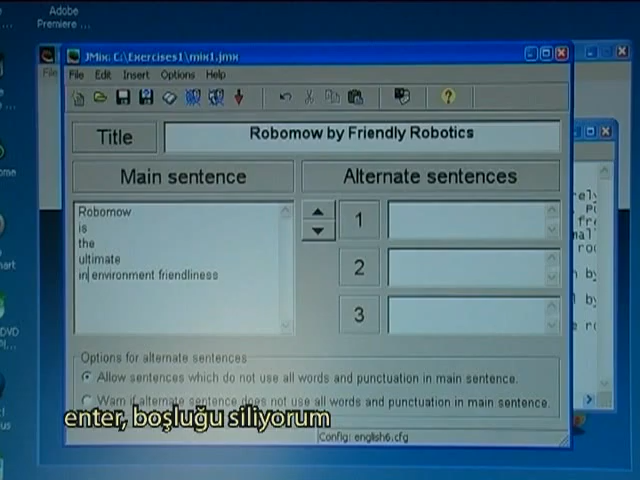 Adobe
Premiere ...
JMix: C:\Exercises1\mix1.jmx
File Edit Insert Options Help
File
Title
Robomow by Friendly Robotics
Main sentence
Alternate sentences
Robomow
is
the
ultimate
in environment friendliness
1
2
3
Options for alternate sentences
Allow sentences which do not use all words and punctuation in main sentence.
Warn if alternate sentence does not use all words and punctuation in main sentence.
enter, boşluğu siliyorum
Config: english6.cfg